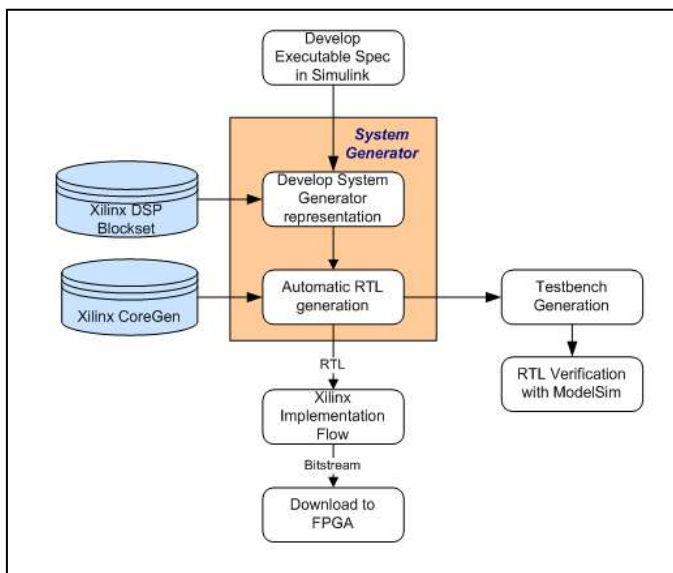 Develop
Executable Spec
in Simulink
System
Generator
Xilinx DSP
Blockset
Develop System
Generator
representation
Xilinx CoreGen
Automatic RTL
generation
Testbench
Generation
RTL
RTL Verification
with ModelSim
Xilinx
Implementation
Flow
Bitstream
Download to
FPGA